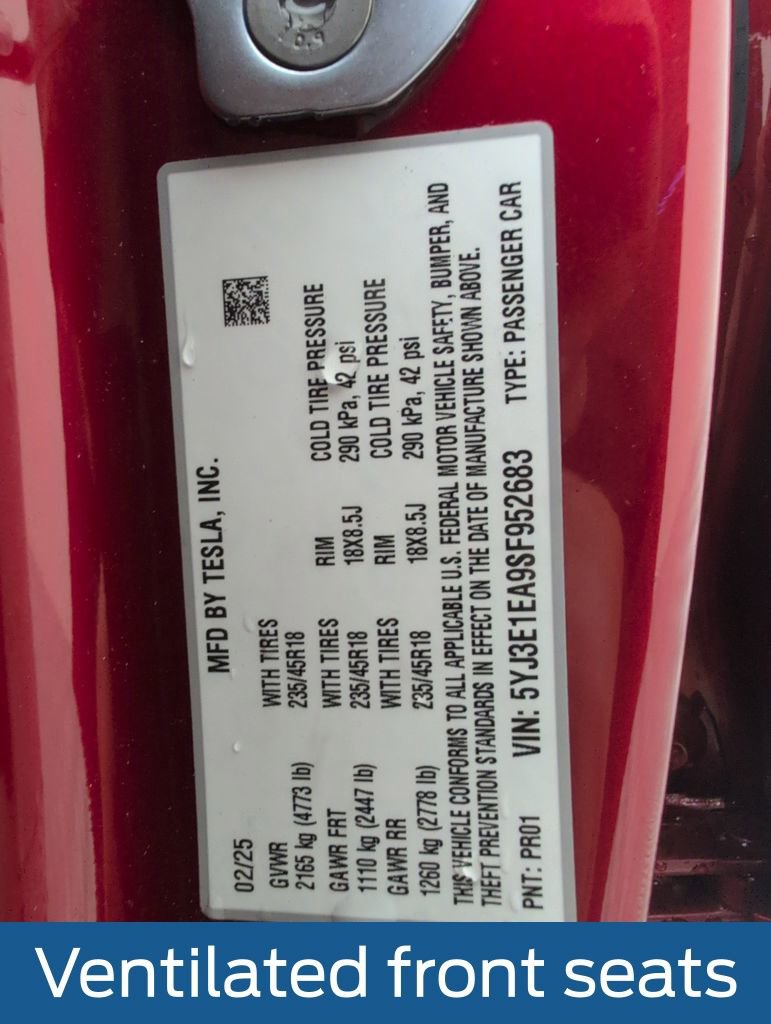 10.9
MFD BY TESLA, INC.
02/25
GVWR
2165 kg (4773 lb)
WITH TIRES
235/45R18
GAWR FRT
1110 kg (2447 lb)
WITH TIRES
235/45R18
RIM
18X8.5J
COLD TIRE PRESSURE
290 kPa, 42 psi
GAWR RR
1260 kg (2778 lb)
WITH TIRES
235/45R18
RIM
18X8.5J
COLD TIRE PRESSURE
290 kPa, 42 psi
THIS VEHICLE CONFORMS TO ALL APPLICABLE U.S. FEDERAL MOTOR VEHICLE SAFETY, BUMPER, AND
THEFT PREVENTION STANDARDS IN EFFECT ON THE DATE OF MANUFACTURE SHOWN ABOVE.
PNT: PR01 VIN: 5YJ3E1EA9SF952683 TYPE: PASSENGER CAR
Ventilated front seats